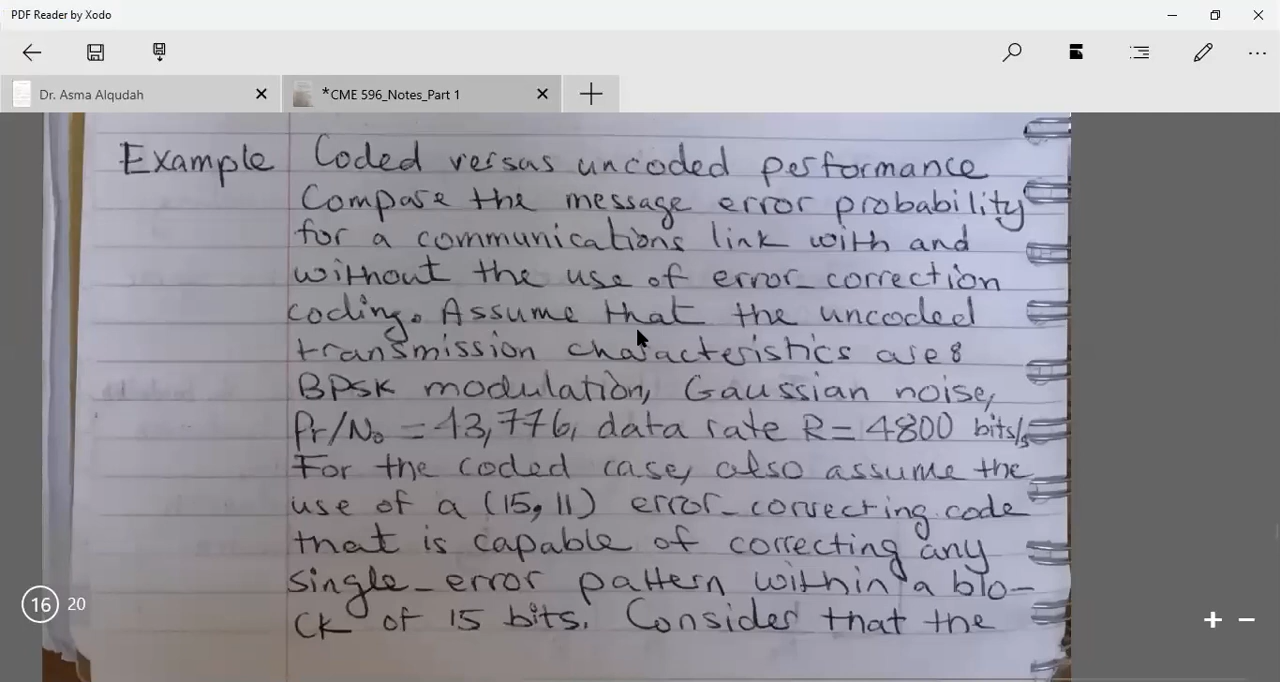 PDF Reader by Xodo
Dr. Asma Alqudah
*CME 596_Notes_Part 1
Example Coded versus uncoded performance
Compare the message error probability
for a communications link with and
without the use of error-correction
coding. Assume that the uncoded
transmission characteristics are:
BPSK modulation, Gaussian noise,
Pr/N₀ = 43,776, data rate R = 4800 bits/s
For the coded case, also assume the
use of a (15,11) error-correcting code
that is capable of correcting any
single-error pattern within a blo-
ck of 15 bits. Consider that the
16 20